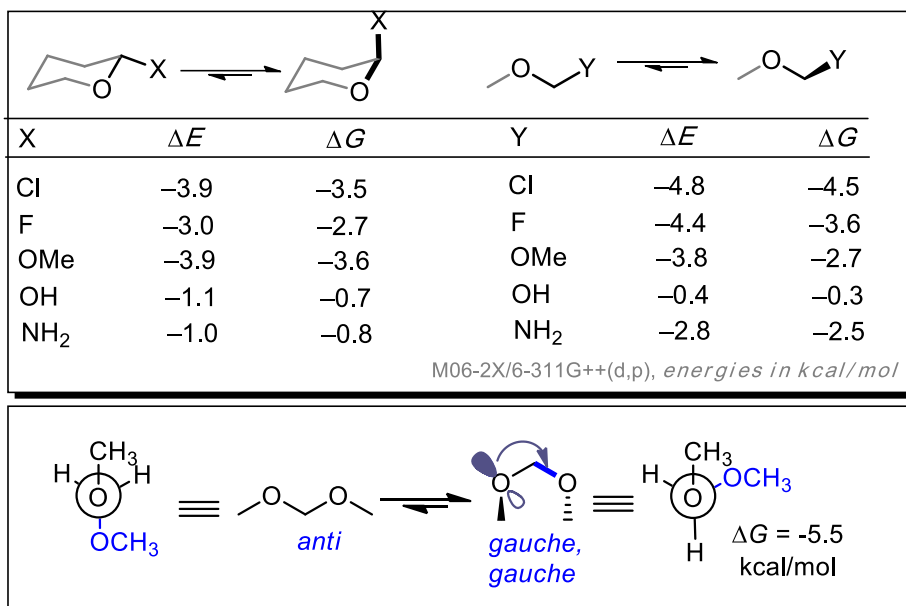 X
X
O
O
O
Y
O
Y
X ΔE ΔG Y ΔE ΔG
Cl –3.9 –3.5 Cl –4.8 –4.5
F –3.0 –2.7 F –4.4 –3.6
OMe –3.9 –3.6 OMe –3.8 –2.7
OH –1.1 –0.7 OH –0.4 –0.3
NH₂ –1.0 –0.8 NH₂ –2.8 –2.5
M06-2X/6-311G++(d,p), energies in kcal/mol
CH₃
H H
O
OCH₃
O O
anti
O O
gauche,
gauche
CH₃
H OCH₃
O
H
ΔG = -5.5
kcal/mol